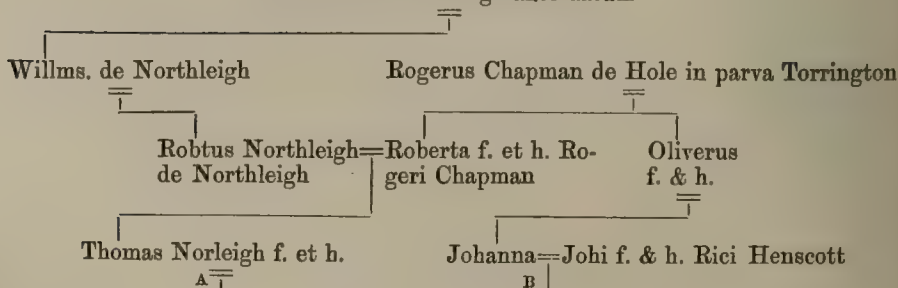 Willms. de Northleigh Rogerus Chapman de Hole in parva Torrington
Robtus Northleigh=Roberta f. et h. Ro- Oliverus
de Northleigh geri Chapman f. & h.
Thomas Norleigh f. et h. Johanna=Johi f. & h. Rici Henscott
A B